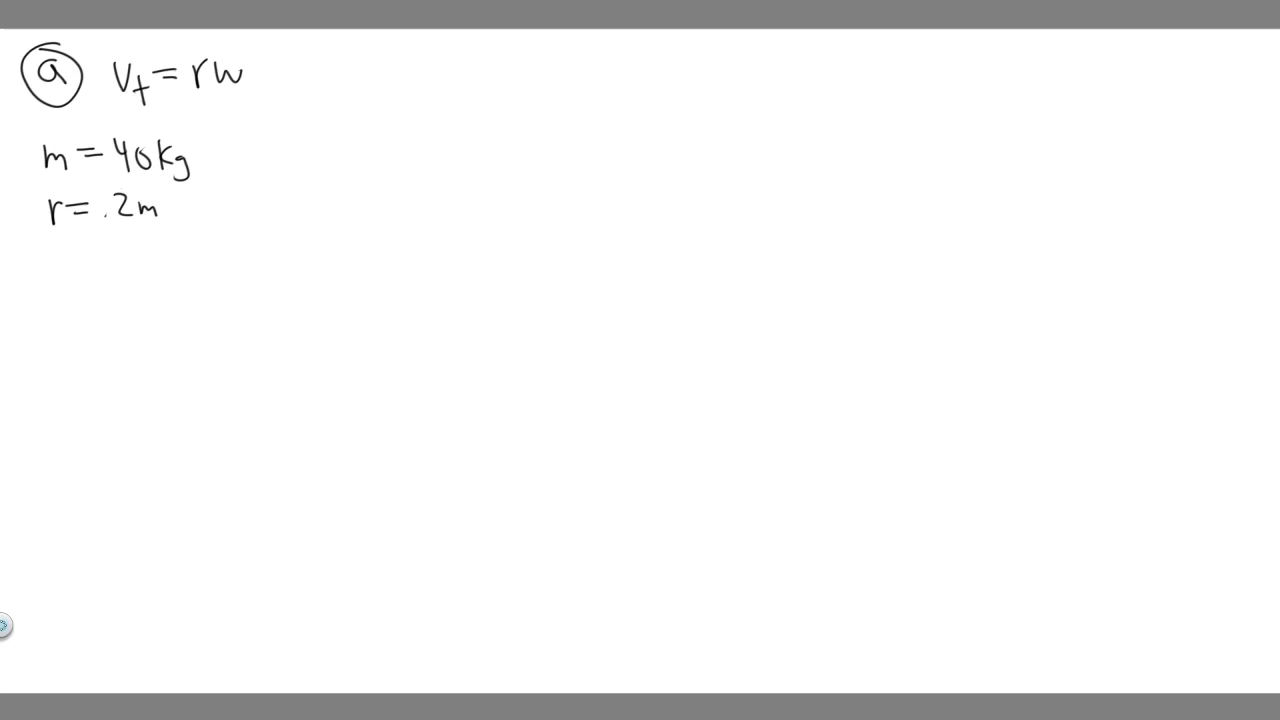 a Vt = rw
m = 40kg
r = .2m